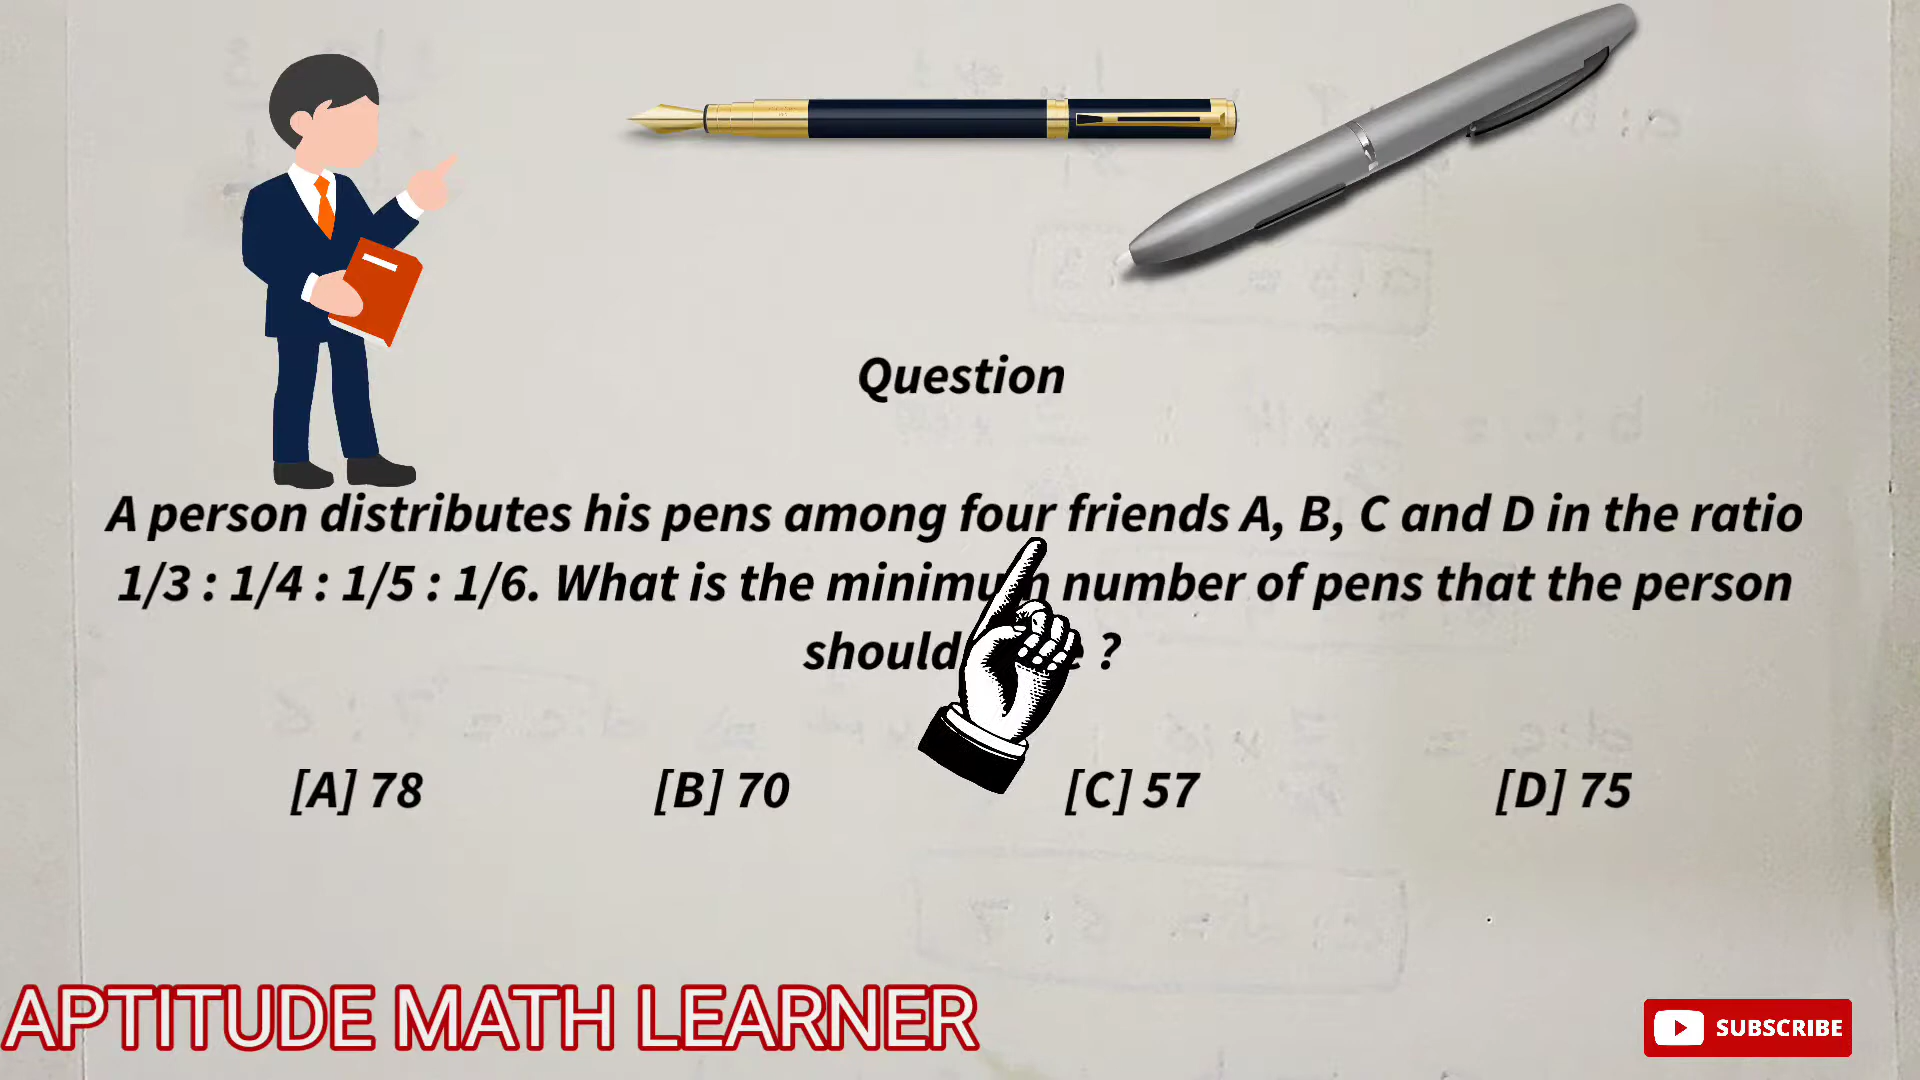 Question
A person distributes his pens among four friends A, B, C and D in the ratio
1/3 : 1/4 : 1/5 : 1/6. What is the minimum number of pens that the person
should ?
[A] 78 [B] 70 [C] 57 [D] 75
APTITUDE MATH LEARNER
SUBSCRIBE